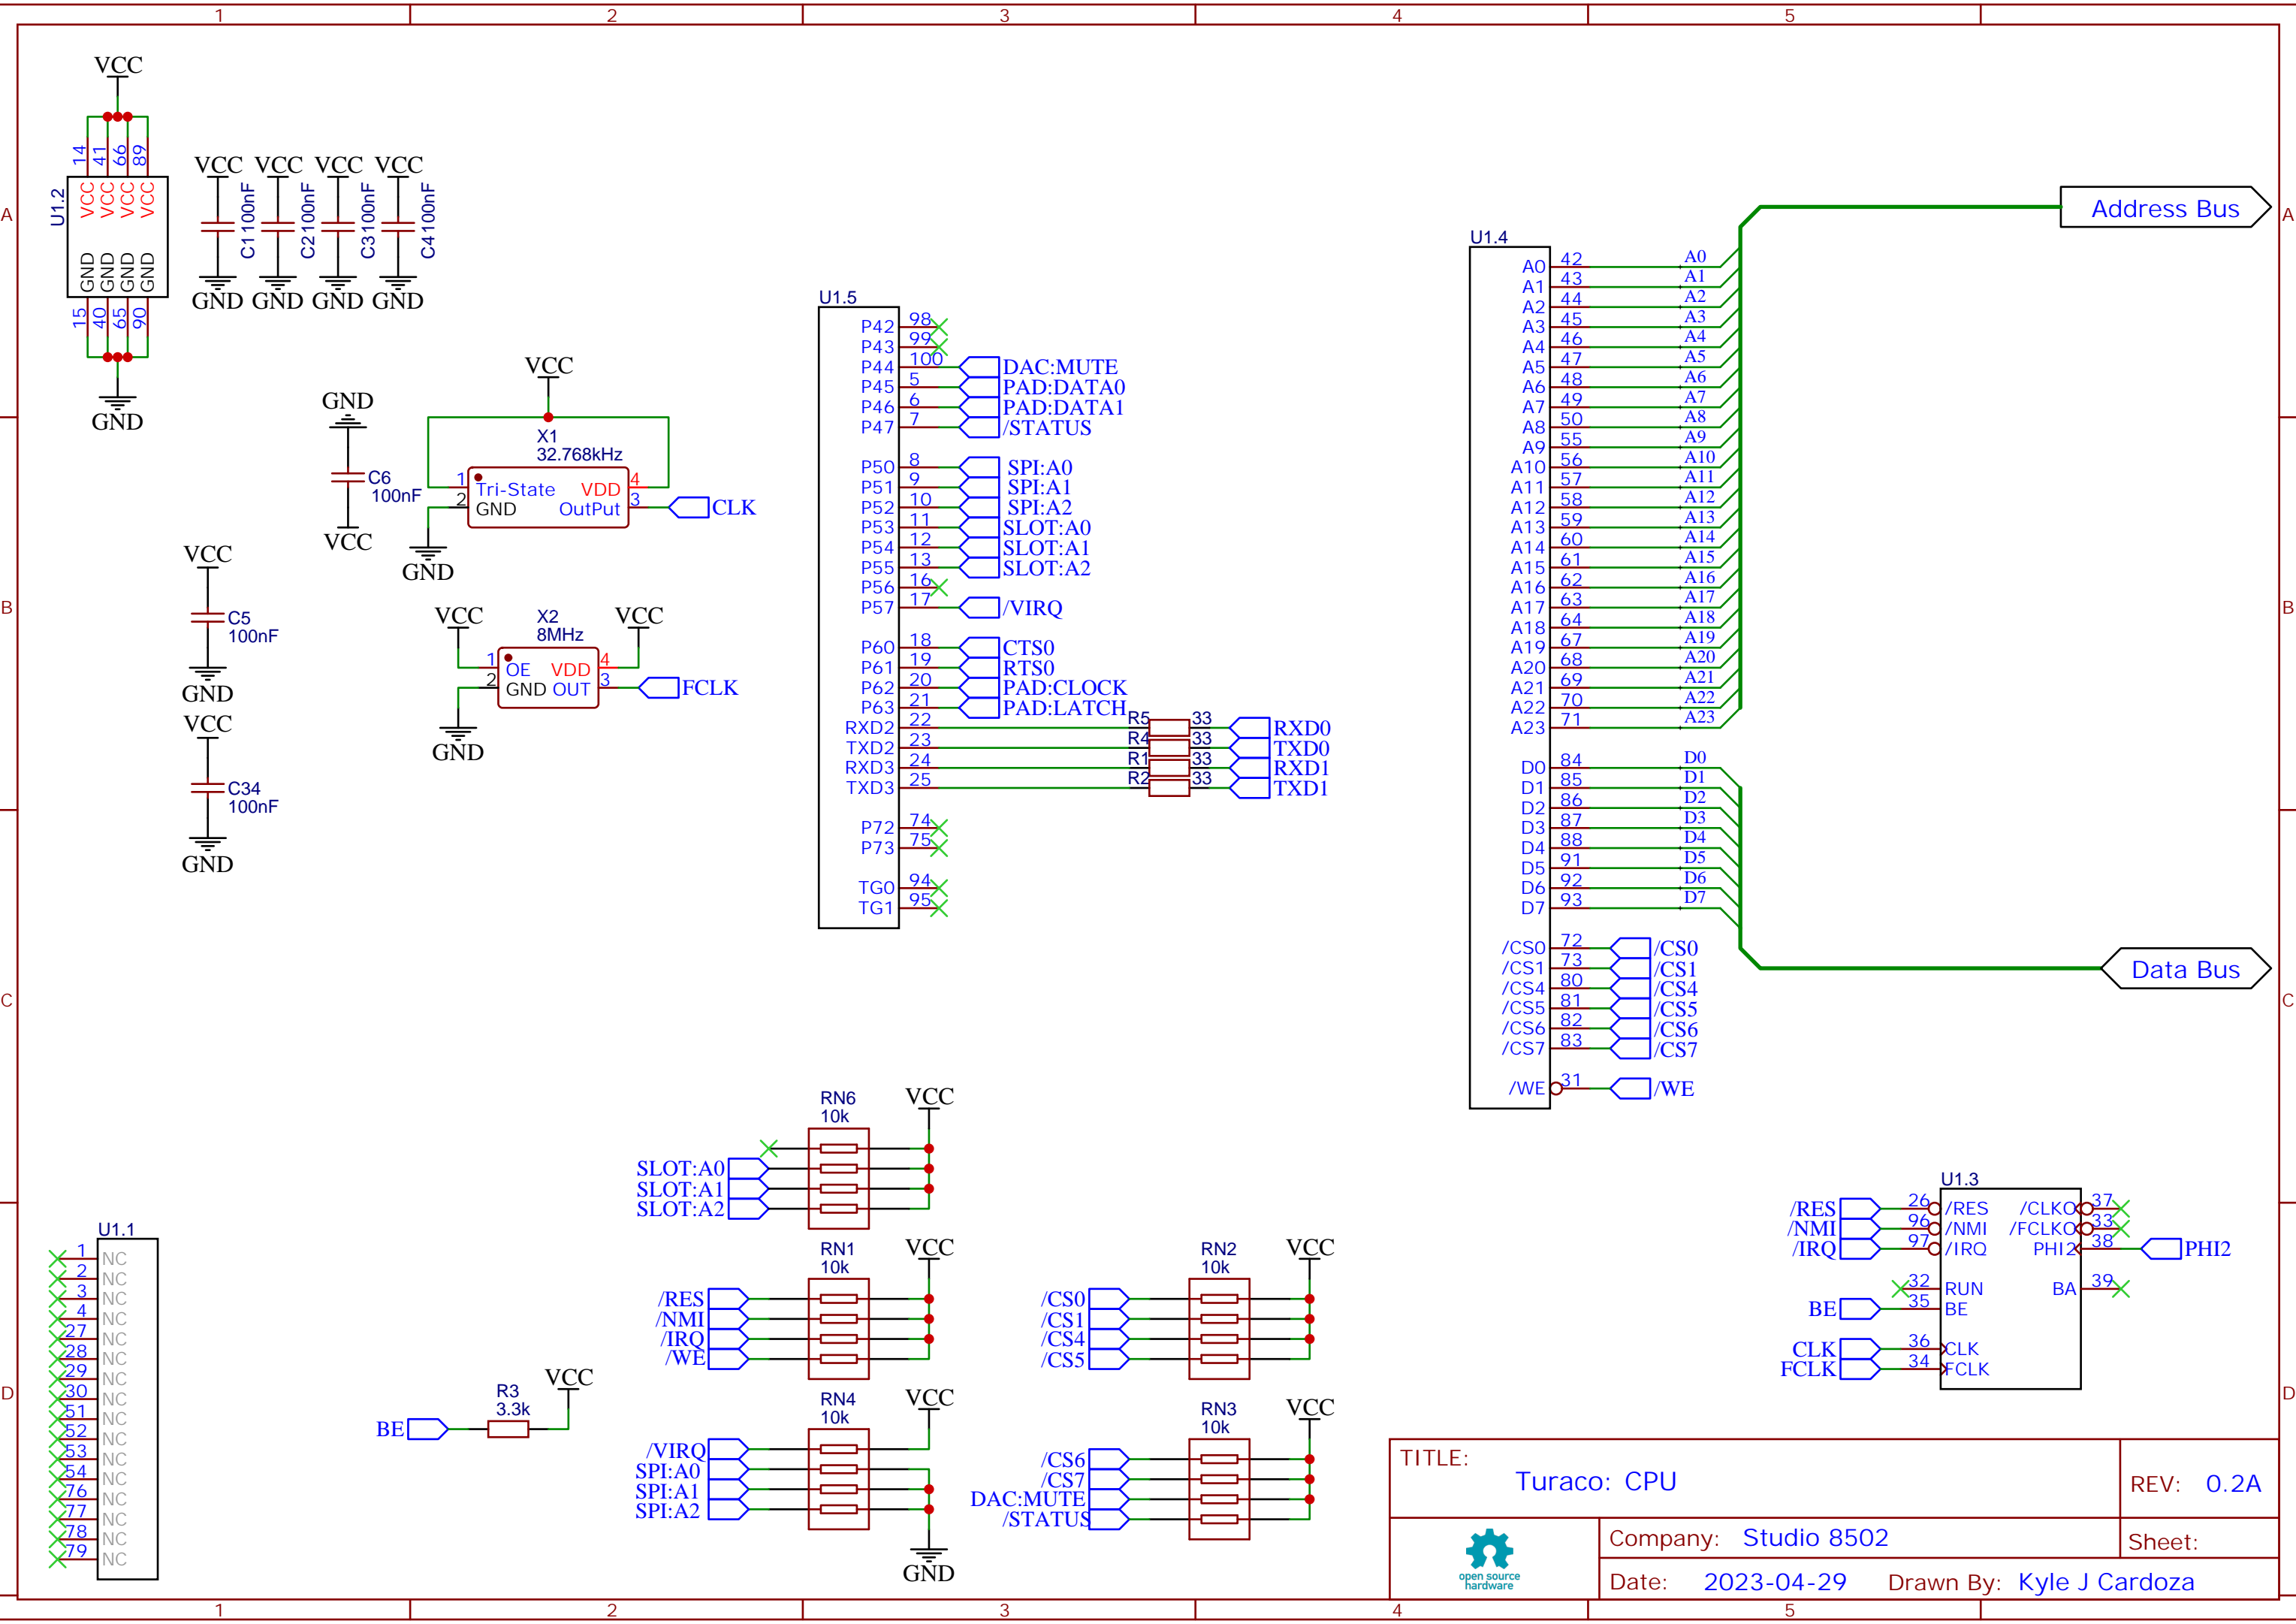 1 2 3 4 5
A
B
C
D
A
B
C
D
1 2 3 4 5
VCC
14 41 66 89
U1.2
VCC VCC VCC VCC
GND GND GND GND
15 40 65 90
GND
VCC VCC VCC VCC
C1 100nF
C2 100nF
C3 100nF
C4 100nF
GND GND GND GND
GND
C6
100nF
VCC
VCC
X1
32.768kHz
1 Tri-State VDD 4
2 GND OutPut 3
CLK
GND
VCC
C5
100nF
GND
VCC
C34
100nF
GND
VCC VCC
X2
8MHz
1 OE VDD 4
2 GND OUT 3
FCLK
GND
U1.5
P42 98
P43 99
P44 100 DAC:MUTE
P45 5 PAD:DATA0
P46 6 PAD:DATA1
P47 7 /STATUS
P50 8 SPI:A0
P51 9 SPI:A1
P52 10 SPI:A2
P53 11 SLOT:A0
P54 12 SLOT:A1
P55 13 SLOT:A2
P56 16
P57 17 /VIRQ
P60 18 CTS0
P61 19 RTS0
P62 20 PAD:CLOCK
P63 21 PAD:LATCH
RXD2 22 R5 33 RXD0
TXD2 23 R4 33 TXD0
RXD3 24 R1 33 RXD1
TXD3 25 R2 33 TXD1
P72 74
P73 75
TG0 94
TG1 95
U1.4
A0 42 A0
A1 43 A1
A2 44 A2
A3 45 A3
A4 46 A4
A5 47 A5
A6 48 A6
A7 49 A7
A8 50 A8
A9 55 A9
A10 56 A10
A11 57 A11
A12 58 A12
A13 59 A13
A14 60 A14
A15 61 A15
A16 62 A16
A17 63 A17
A18 64 A18
A19 67 A19
A20 68 A20
A21 69 A21
A22 70 A22
A23 71 A23
D0 84 D0
D1 85 D1
D2 86 D2
D3 87 D3
D4 88 D4
D5 91 D5
D6 92 D6
D7 93 D7
/CS0 72 /CS0
/CS1 73 /CS1
/CS4 80 /CS4
/CS5 81 /CS5
/CS6 82 /CS6
/CS7 83 /CS7
/WE 31 /WE
Address Bus
Data Bus
RN6
10k
VCC
SLOT:A0
SLOT:A1
SLOT:A2
RN1
10k
VCC
/RES
/NMI
/IRQ
/WE
RN2
10k
VCC
/CS0
/CS1
/CS4
/CS5
RN4
10k
VCC
/VIRQ
SPI:A0
SPI:A1
SPI:A2
GND
RN3
10k
VCC
/CS6
/CS7
DAC:MUTE
/STATUS
BE
R3
3.3k
VCC
U1.1
1 NC
2 NC
3 NC
4 NC
27 NC
28 NC
29 NC
30 NC
51 NC
52 NC
53 NC
54 NC
76 NC
77 NC
78 NC
79 NC
U1.3
/RES 26 /RES /CLKO 37
/NMI 96 /NMI /FCLKO 33
/IRQ 97 /IRQ PHI2 38 PHI2
32 RUN BA 39
BE 35 BE
CLK 36 CLK
FCLK 34 FCLK
TITLE:
Turaco: CPU
REV: 0.2A
open source
hardware
Company: Studio 8502
Sheet:
Date: 2023-04-29 Drawn By: Kyle J Cardoza